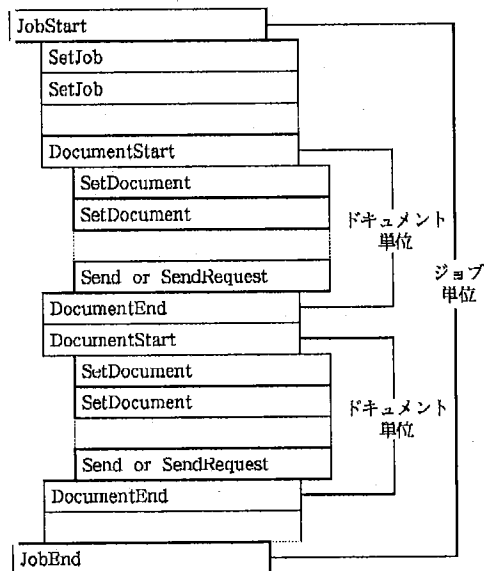 JobStart
SetJob
SetJob
DocumentStart
SetDocument
SetDocument
Send or SendRequest
DocumentEnd
DocumentStart
SetDocument
SetDocument
Send or SendRequest
DocumentEnd
JobEnd
ドキュメント
単位
ジョブ
単位
ドキュメント
単位